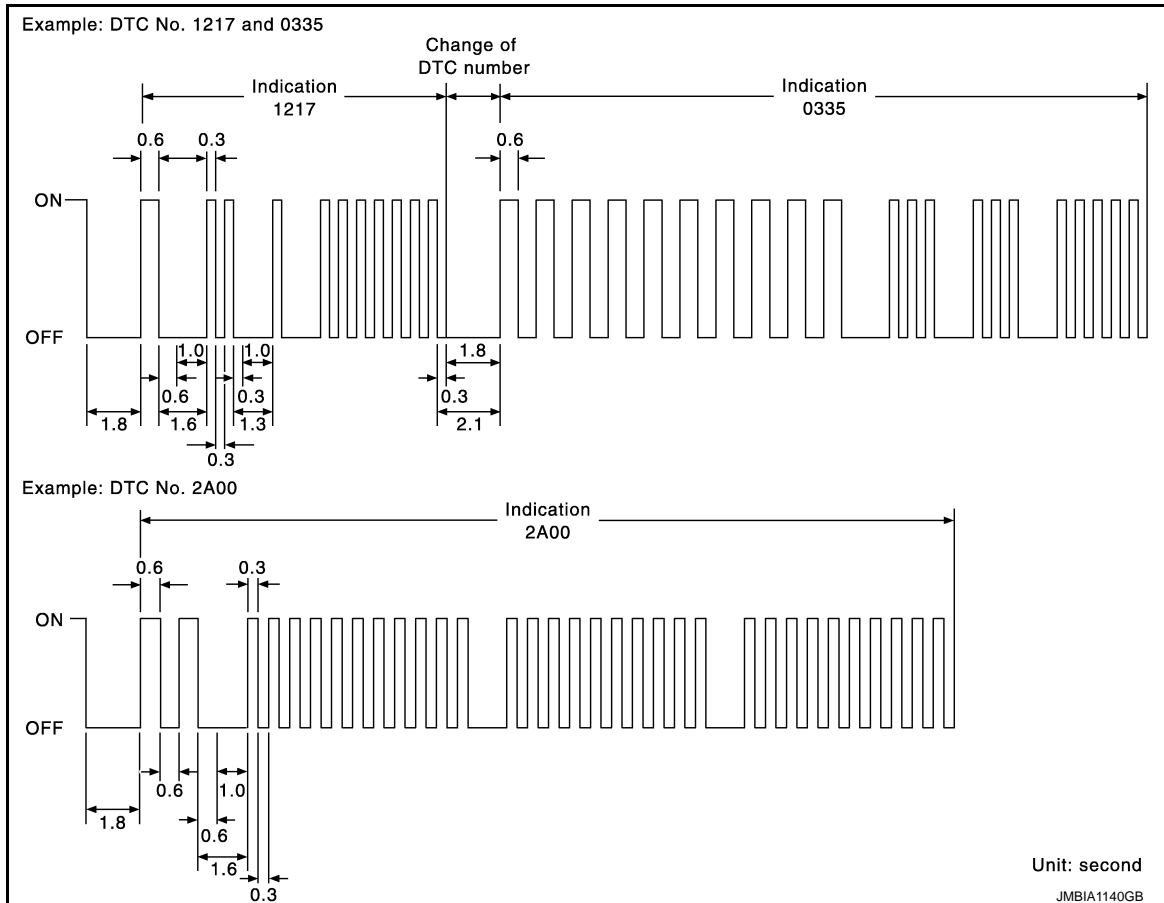 Example: DTC No. 1217 and 0335
Change of
DTC number
Indication
1217
Indication
0335
0.6
0.3
0.6
ON
OFF
1.0
1.0
1.8
0.6
0.3
0.3
1.8
1.6
1.3
2.1
0.3
Example: DTC No. 2A00
Indication
2A00
0.6
0.3
ON
OFF
0.6
1.0
1.8
0.6
1.6
0.3
Unit: second
JMBIA1140GB